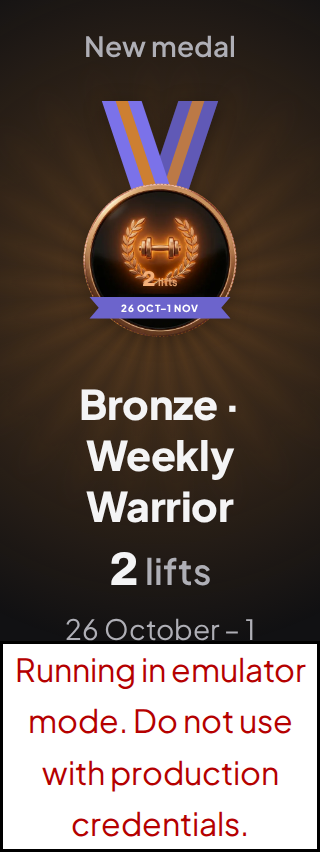 New medal
2 lifts
26 OCT–1 NOV
Bronze ·
Weekly
Warrior
2 lifts
26 October – 1
Running in emulator
mode. Do not use
with production
credentials.